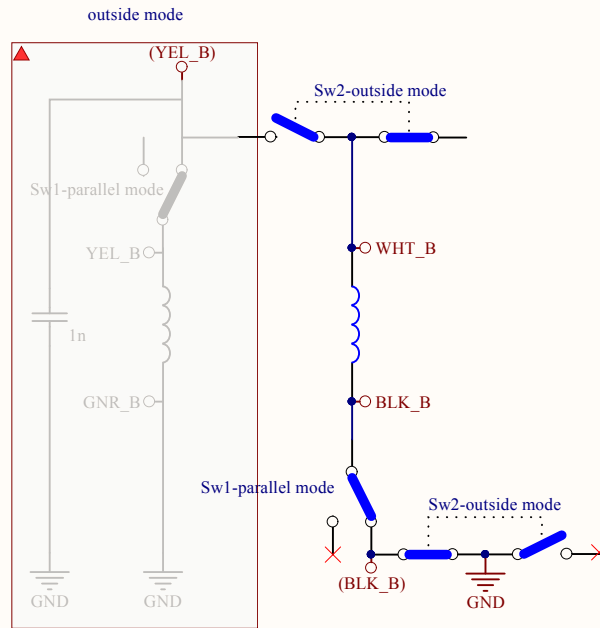 outside mode
(YEL_B)
Sw2-outside mode
Sw1-parallel mode
YEL_B
WHT_B
1n
GNR_B
BLK_B
Sw1-parallel mode
Sw2-outside mode
(BLK_B)
GND
GND
GND